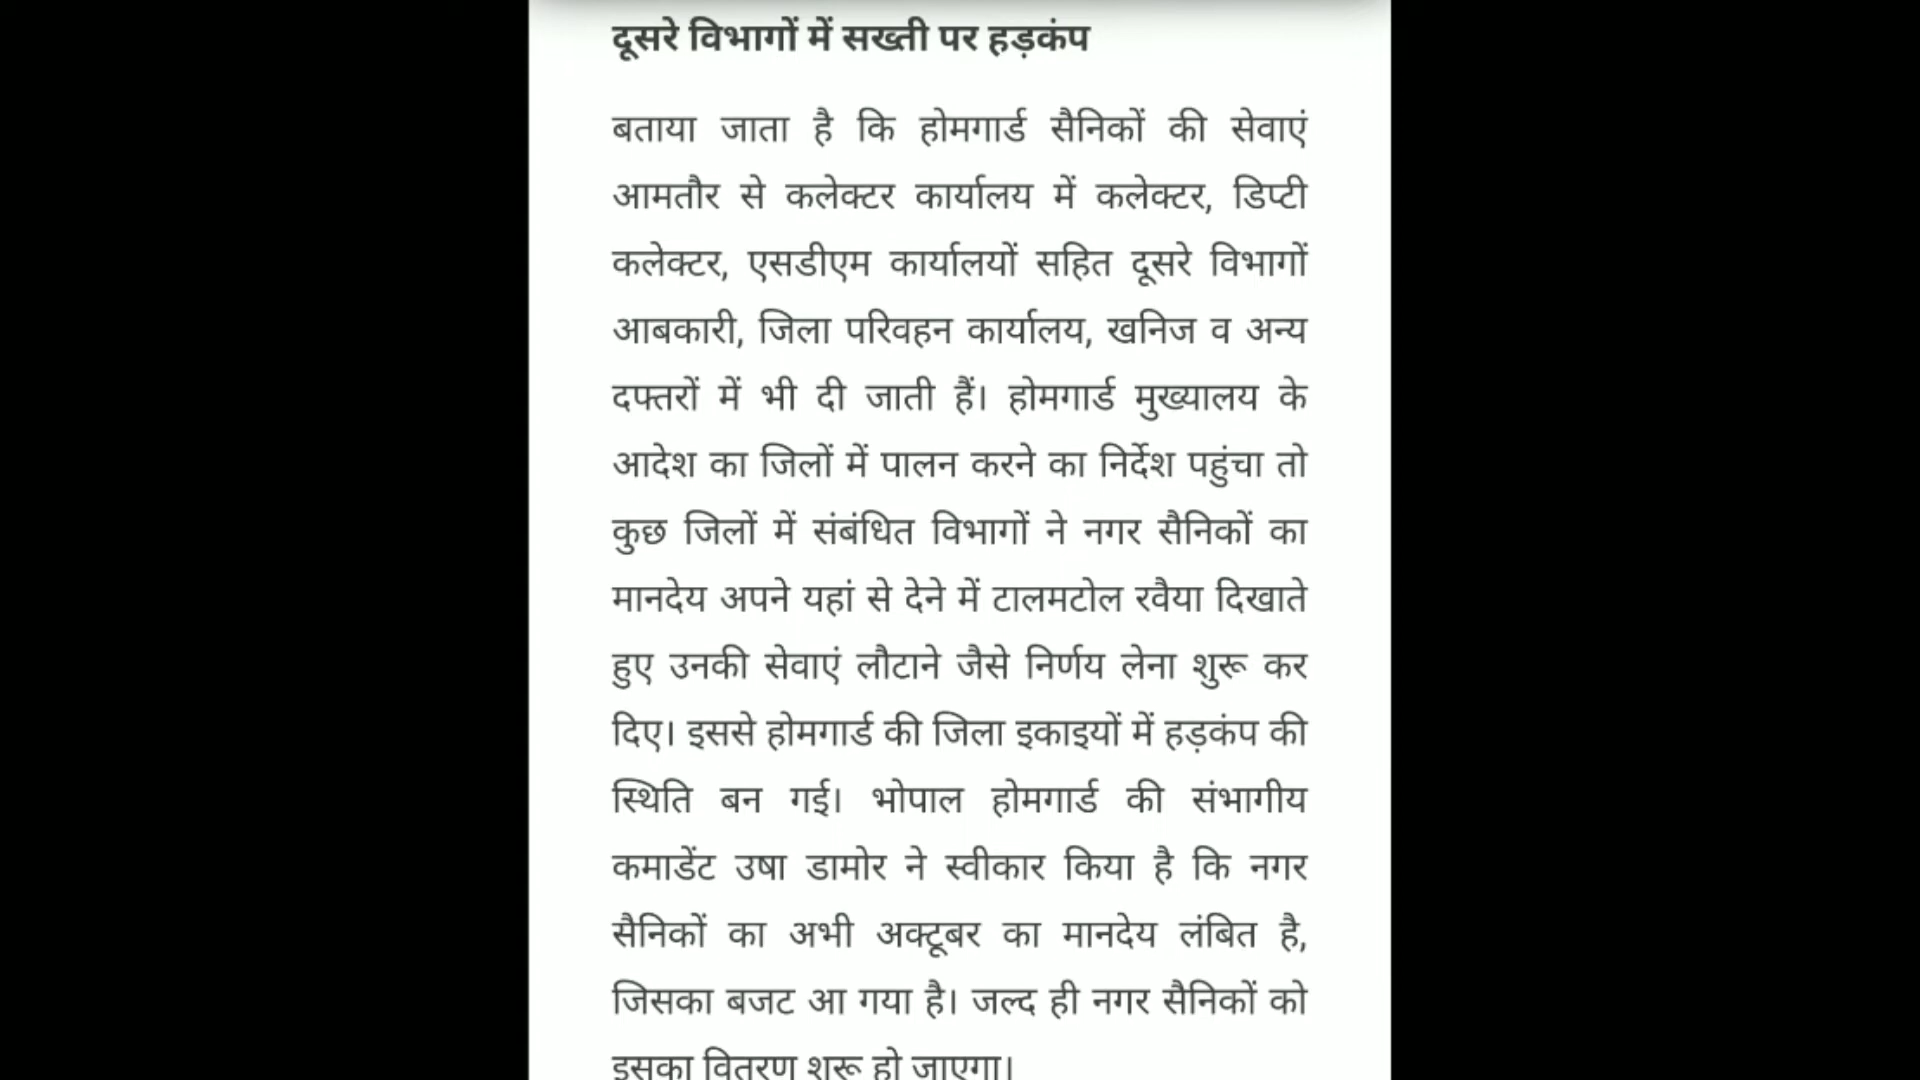 दूसरे विभागों में सख्ती पर हड़कंप
बताया जाता है कि होमगार्ड सैनिकों की सेवाएं
आमतौर से कलेक्टर कार्यालय में कलेक्टर, डिप्टी
कलेक्टर, एसडीएम कार्यालयों सहित दूसरे विभागों
आबकारी, जिला परिवहन कार्यालय, खनिज व अन्य
दफ्तरों में भी दी जाती हैं। होमगार्ड मुख्यालय के
आदेश का जिलों में पालन करने का निर्देश पहुंचा तो
कुछ जिलों में संबंधित विभागों ने नगर सैनिकों का
मानदेय अपने यहां से देने में टालमटोल रवैया दिखाते
हुए उनकी सेवाएं लौटाने जैसे निर्णय लेना शुरू कर
दिए। इससे होमगार्ड की जिला इकाइयों में हड़कंप की
स्थिति बन गई। भोपाल होमगार्ड की संभागीय
कमाडेंट उषा डामोर ने स्वीकार किया है कि नगर
सैनिकों का अभी अक्टूबर का मानदेय लंबित है,
जिसका बजट आ गया है। जल्द ही नगर सैनिकों को
इसका वितरण शुरू हो जाएगा।